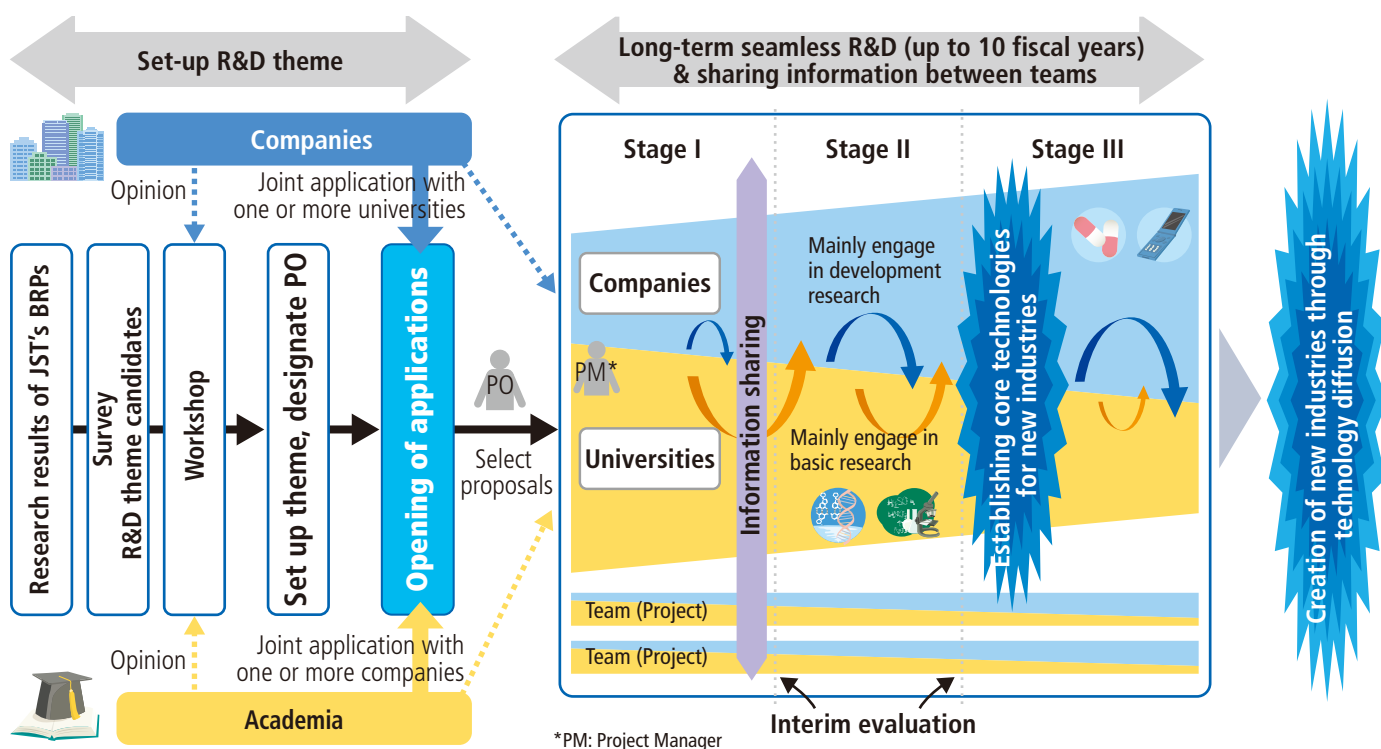 Set-up R&D theme
Long-term seamless R&D (up to 10 fiscal years)
& sharing information between teams
Companies
Opinion
Joint application with
one or more universities
Research results of JST's BRPs
Survey
R&D theme candidates
Workshop
Set up theme, designate PO
Opening of applications
PO
Select
proposals
Opinion
Joint application with
one or more companies
Academia
Stage I
Stage II
Stage III
Companies
PM*
Universities
Information sharing
Mainly engage
in development
research
Mainly engage in
basic research
Establishing core technologies
for new industries
Team (Project)
Team (Project)
Interim evaluation
*PM: Project Manager
Creation of new industries through
technology diffusion